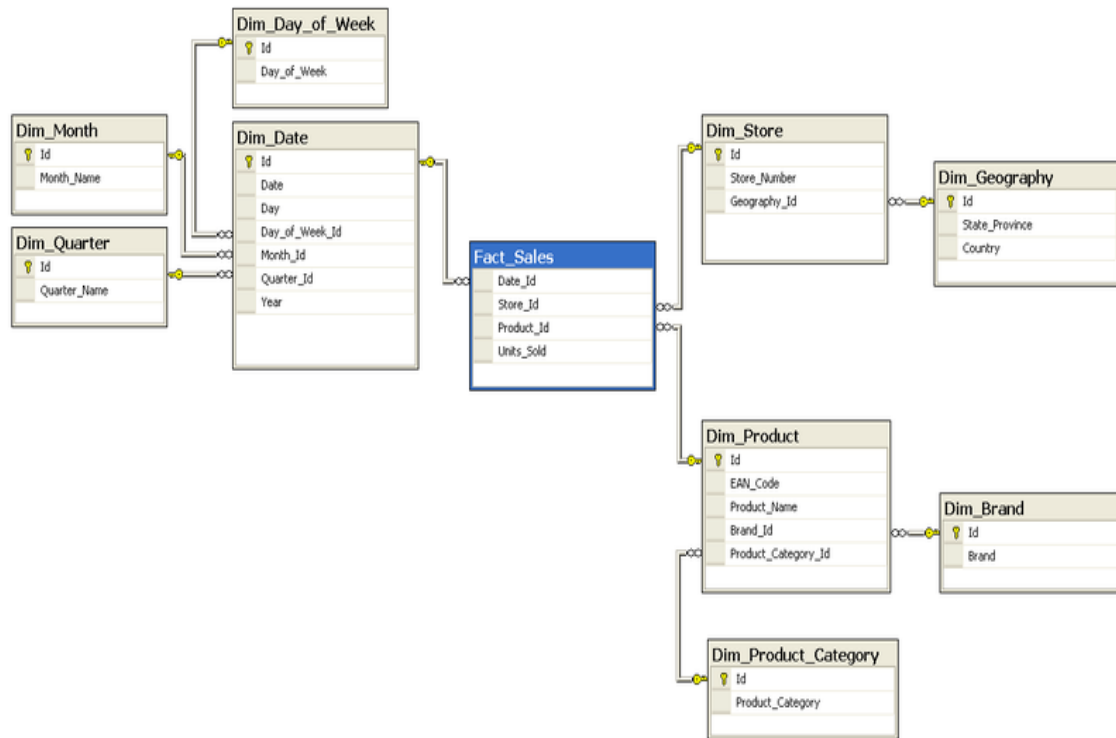 Dim_Day_of_Week
Id
Day_of_Week
Dim_Month
Id
Month_Name
Dim_Quarter
Id
Quarter_Name
Dim_Date
Id
Date
Day
Day_of_Week_Id
Month_Id
Quarter_Id
Year
Fact_Sales
Date_Id
Store_Id
Product_Id
Units_Sold
Dim_Store
Id
Store_Number
Geography_Id
Dim_Geography
Id
State_Province
Country
Dim_Product
Id
EAN_Code
Product_Name
Brand_Id
Product_Category_Id
Dim_Brand
Id
Brand
Dim_Product_Category
Id
Product_Category